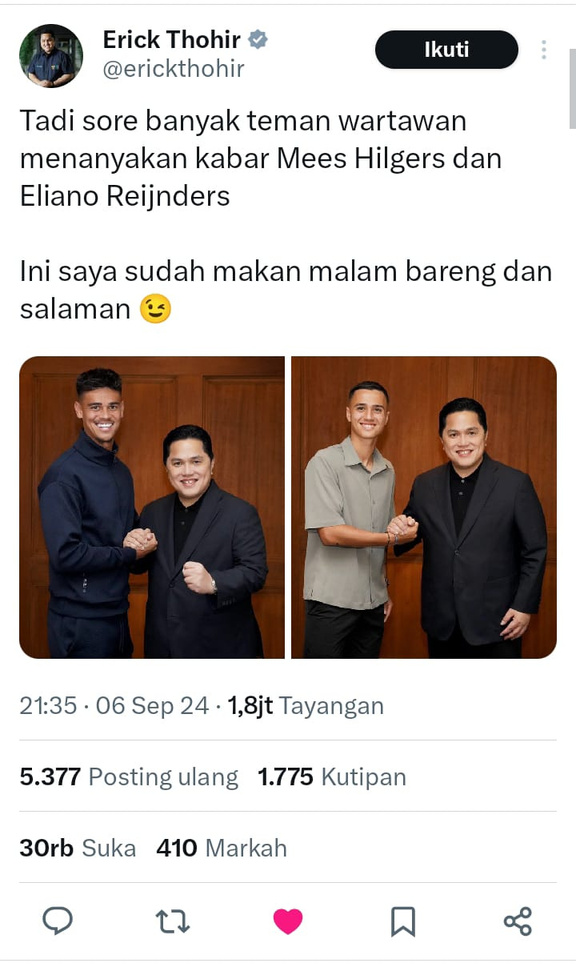 Erick Thohir
@erickthohir
Ikuti
Tadi sore banyak teman wartawan
menanyakan kabar Mees Hilgers dan
Eliano Reijnders
Ini saya sudah makan malam bareng dan
salaman 😉
21:35 · 06 Sep 24 · 1,8jt Tayangan
5.377 Posting ulang 1.775 Kutipan
30rb Suka 410 Markah